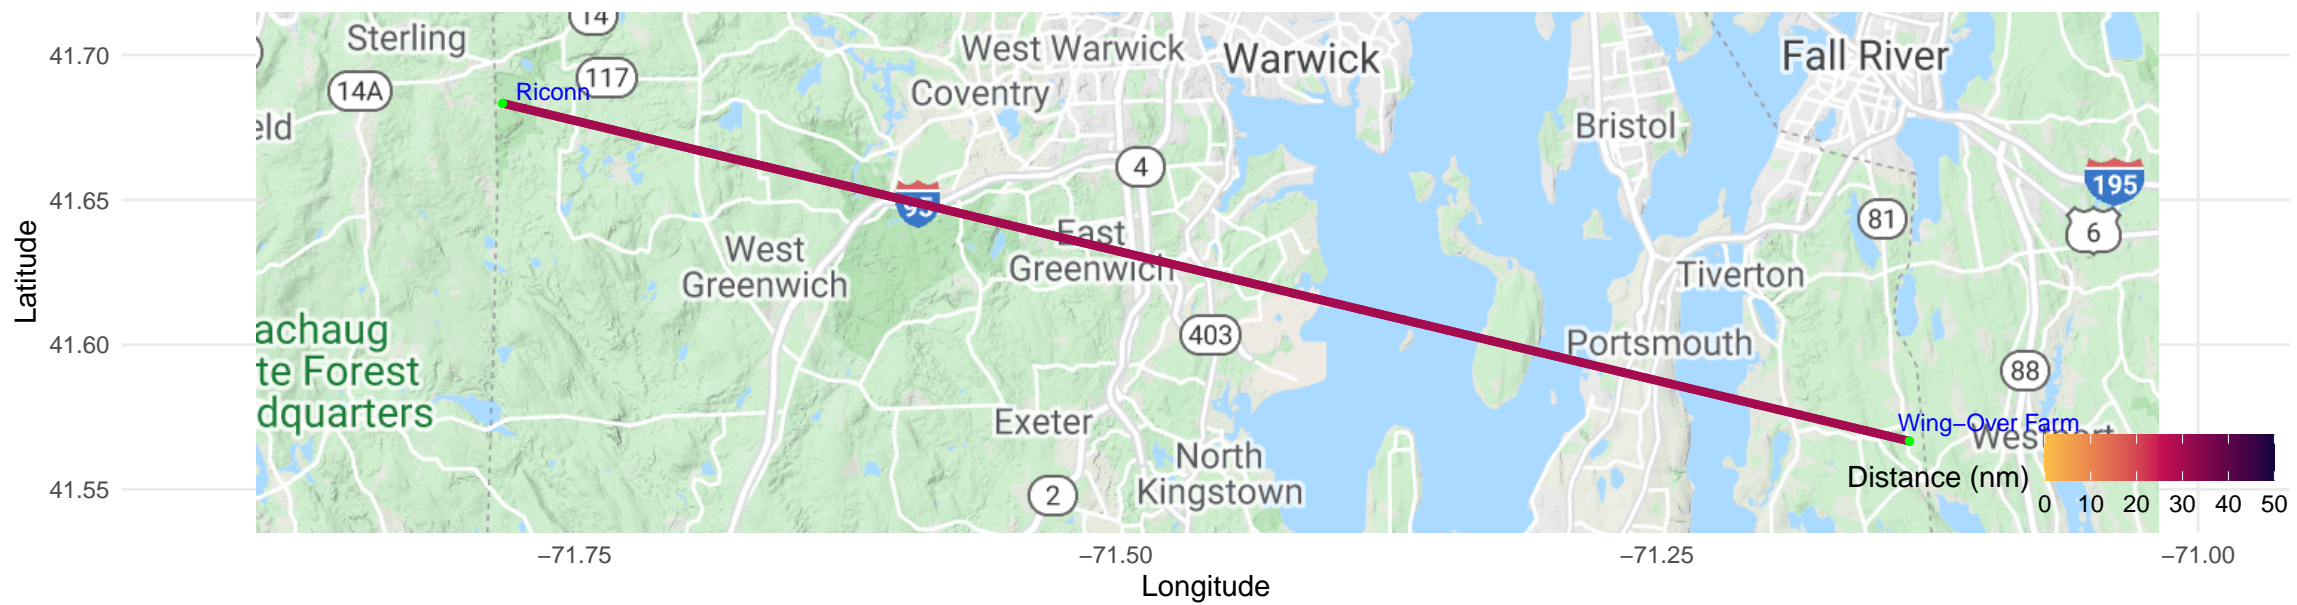 41.70
41.65
41.60
41.55
Latitude
Sterling
14
117
14A
eld
Riconn
West Warwick
Warwick
Coventry
Fall River
Bristol
4
95
195
81
6
West
Greenwich
East
Greenwich
Tiverton
403
Portsmouth
88
achaug
te Forest
dquarters
Exeter
North
Kingstown
2
Wing–Over Farm
Westport
Distance (nm)
0 10 20 30 40 50
–71.75 –71.50 –71.25 –71.00
Longitude